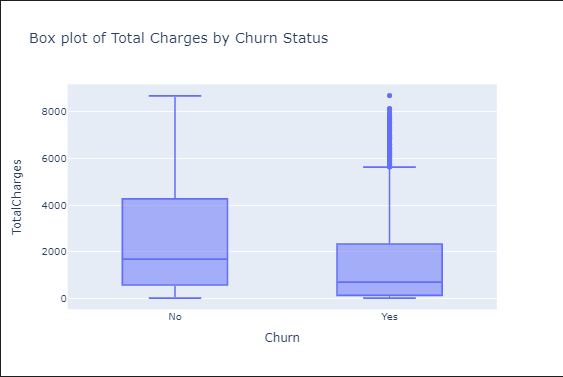 Box plot of Total Charges by Churn Status
8000
6000
4000
2000
0
TotalCharges
No
Yes
Churn